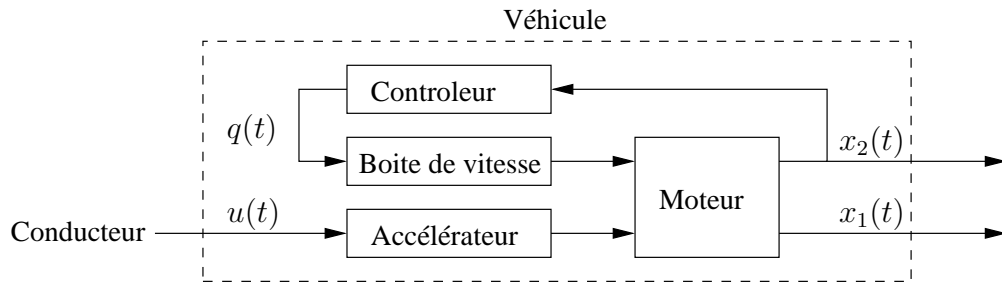 Véhicule
Controleur
q(t)
Boite de vitesse
x₂(t)
Moteur
u(t)
x₁(t)
Conducteur
Accélérateur